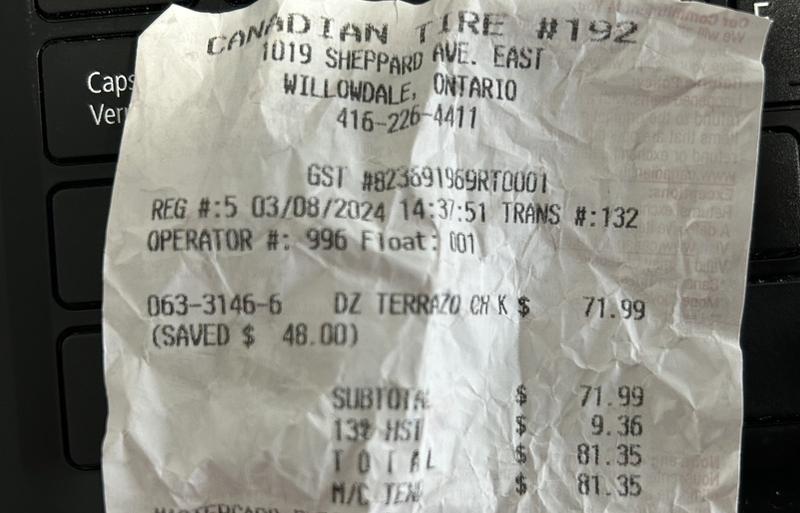 CANADIAN TIRE #192
1019 SHEPPARD AVE. EAST
WILLOWDALE, ONTARIO
416-226-4411
GST #823691969RT0001
REG #:5 03/08/2024 14:37:51 TRANS #:132
OPERATOR #: 996 Float: 001
063-3146-6 DZ TERRAZO CH K $ 71.99
(SAVED $ 48.00)
SUBTOTAL $ 71.99
13% HST $ 9.36
T O T A L $ 81.35
M/C TEND $ 81.35
Caps